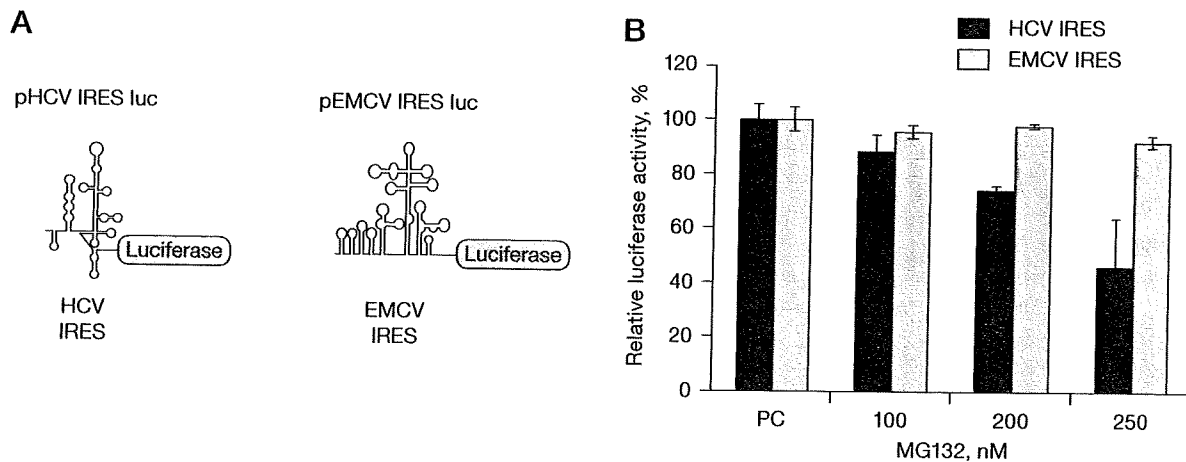 A
pHCV IRES luc
pEMCV IRES luc
Luciferase
Luciferase
HCV
IRES
EMCV
IRES
B
HCV IRES
EMCV IRES
Relative luciferase activity, %
120
100
80
60
40
20
0
PC
100
200
250
MG132, nM